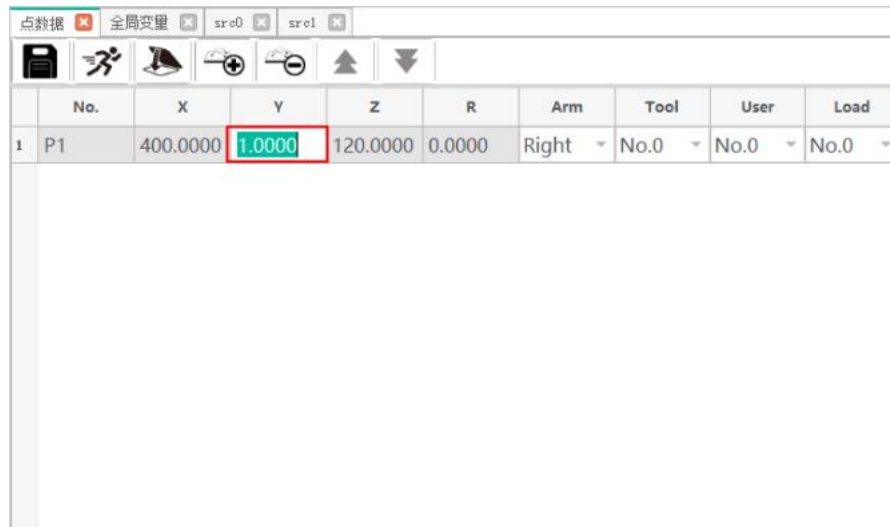 点数据 全局变量 src0 src1
No. X Y Z R Arm Tool User Load
1 P1 400.0000 1.0000 120.0000 0.0000 Right No.0 No.0 No.0